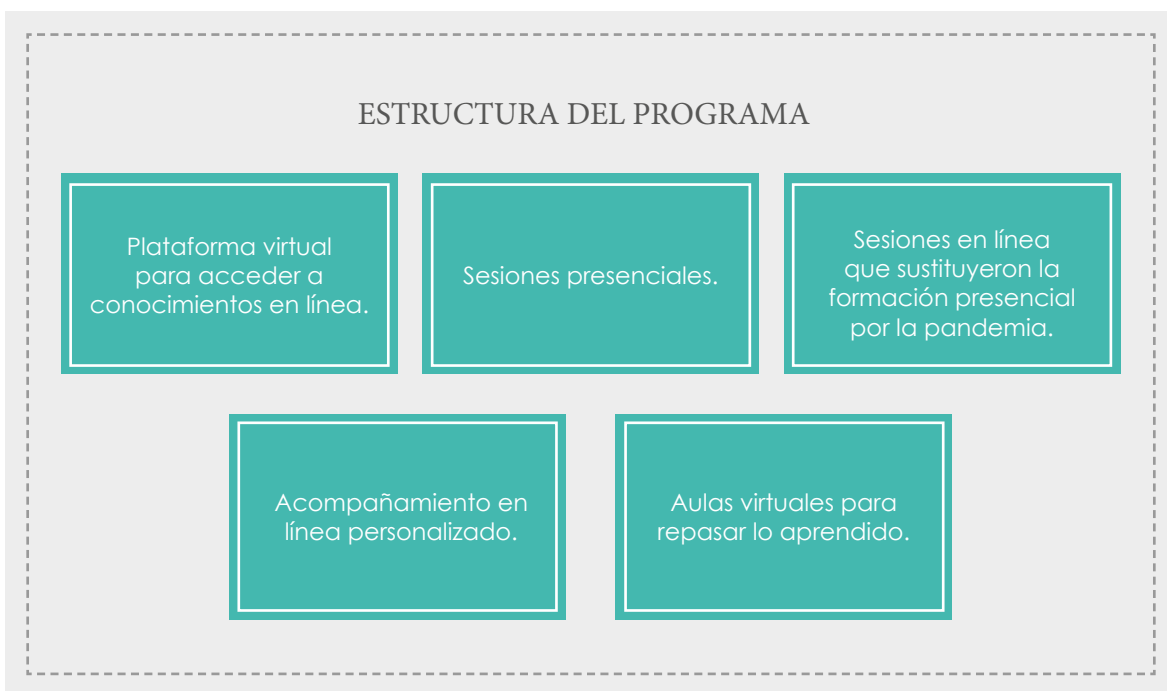 ESTRUCTURA DEL PROGRAMA
Plataforma virtual
para acceder a
conocimientos en línea.
Sesiones presenciales.
Sesiones en línea
que sustituyeron la
formación presencial
por la pandemia.
Acompañamiento en
línea personalizado.
Aulas virtuales para
repasar lo aprendido.